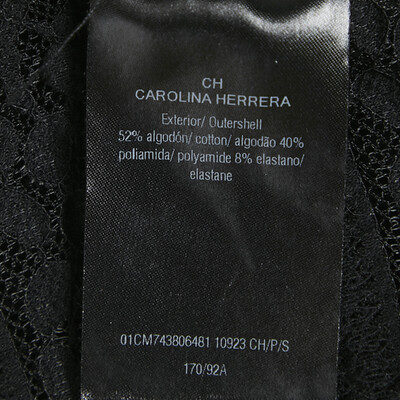 CH
CAROLINA HERRERA
Exterior/ Outershell
52% algodón/ cotton/ algodão 40%
poliamida/ polyamide 8% elastano/
elastane
01CM743806481 10923 CH/P/S
170/92A